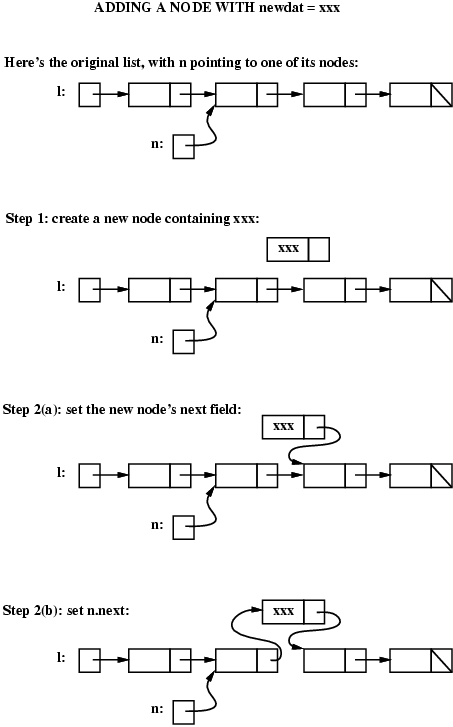 ADDING A NODE WITH newdat = xxx
Here's the original list, with n pointing to one of its nodes:
l:
n:
Step 1: create a new node containing xxx:
xxx
l:
n:
Step 2(a): set the new node's next field:
xxx
l:
n:
Step 2(b): set n.next:
xxx
l:
n: